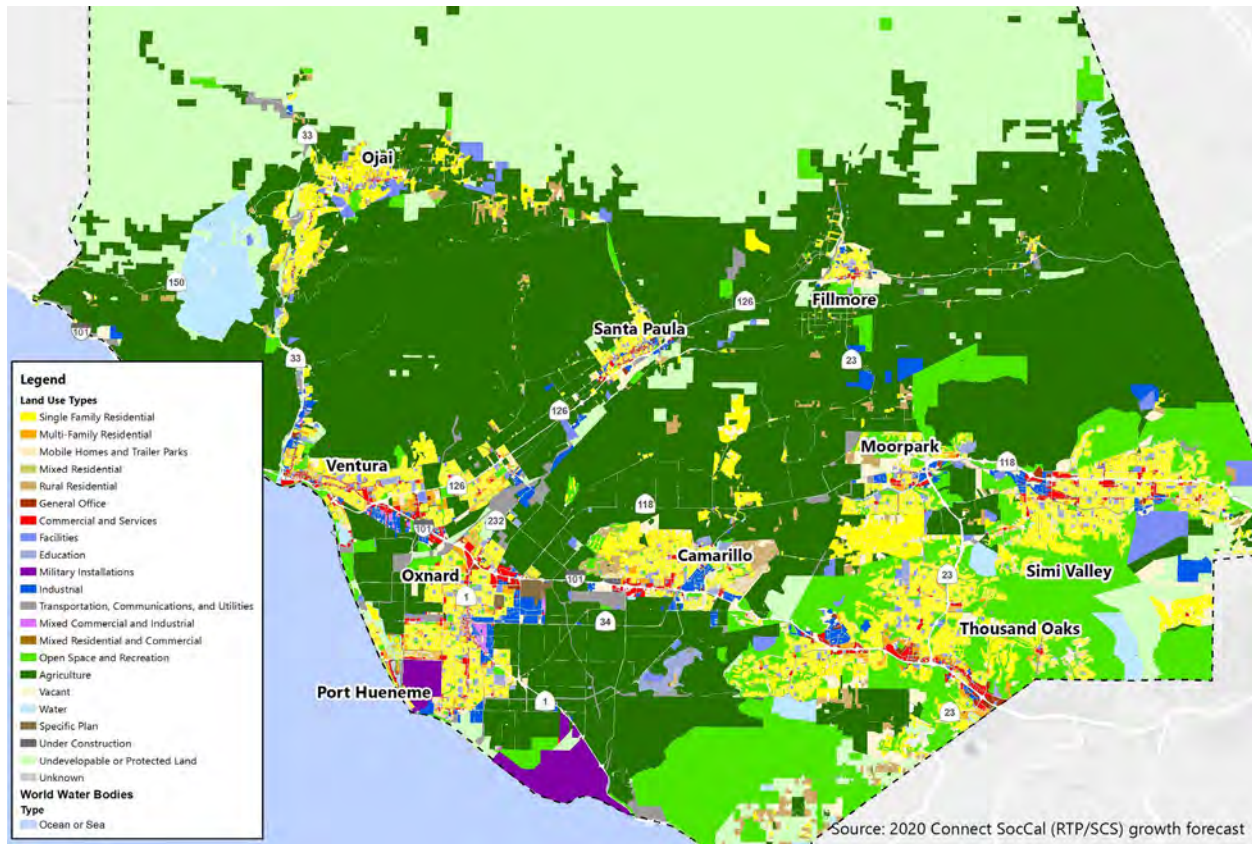 33
Ojai
150
101
126
Fillmore
Santa Paula
23
33
126
Moorpark
118
Ventura
126
118
232
101
Camarillo
Oxnard
101
23
Simi Valley
1
34
Thousand Oaks
Port Hueneme
1
23
Legend
Land Use Types
Single Family Residential
Multi-Family Residential
Mobile Homes and Trailer Parks
Mixed Residential
Rural Residential
General Office
Commercial and Services
Facilities
Education
Military Installations
Industrial
Transportation, Communications, and Utilities
Mixed Commercial and Industrial
Mixed Residential and Commercial
Open Space and Recreation
Agriculture
Vacant
Water
Specific Plan
Under Construction
Undevelopable or Protected Land
Unknown
World Water Bodies
Type
Ocean or Sea
Source: 2020 Connect SocCal (RTP/SCS) growth forecast